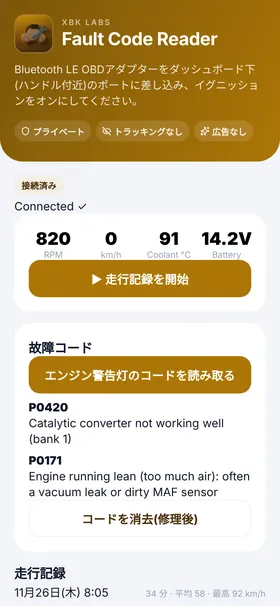 XBK LABS
Fault Code Reader
Bluetooth LE OBDアダプターをダッシュボード下
(ハンドル付近)のポートに差し込み、イグニッショ
ンをオンにしてください。
プライベート トラッキングなし 広告なし
接続済み
Connected ✓
820 0 91 14.2V
RPM km/h Coolant °C Battery
▶ 走行記録を開始
故障コード
エンジン警告灯のコードを読み取る
P0420
Catalytic converter not working well
(bank 1)
P0171
Engine running lean (too much air): often
a vacuum leak or dirty MAF sensor
コードを消去(修理後)
走行記録
11月26日(木) 8:05 34 分 · 平均 58 · 最高 92 km/h